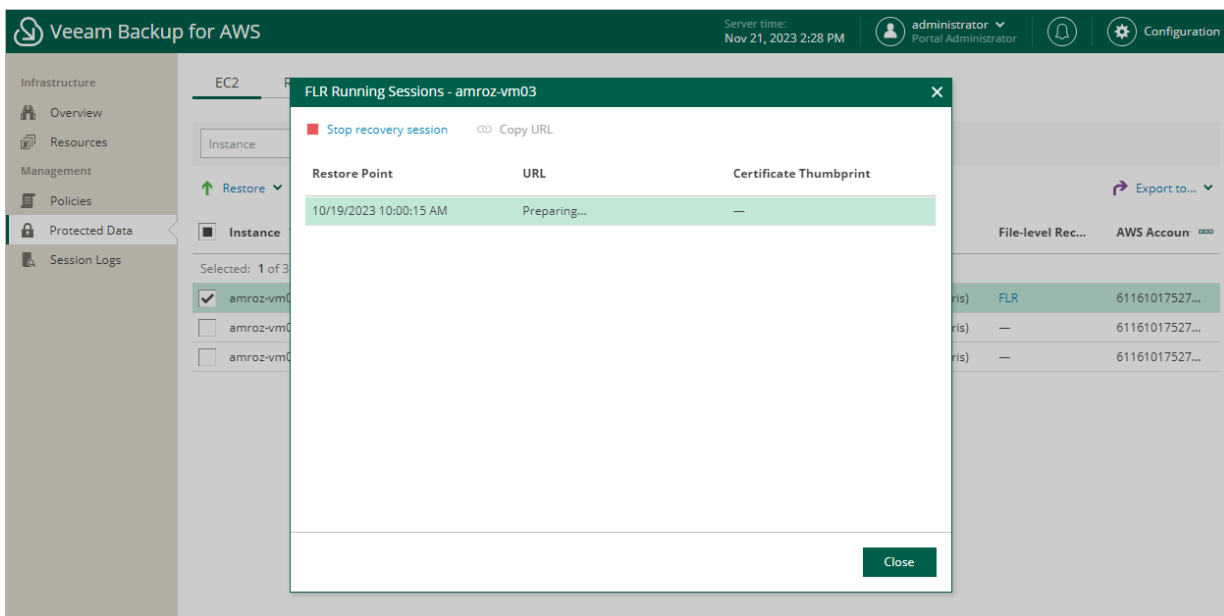 Veeam Backup for AWS
Server time:
Nov 21, 2023 2:28 PM
administrator
Portal Administrator
Configuration
Infrastructure
Overview
Resources
Management
Policies
Protected Data
Session Logs
EC2
Instance
Restore
Export to...
Instance
File-level Rec...
AWS Accoun
Selected: 1 of 3
amroz-vm0 ris) FLR 61161017527...
amroz-vm0 ris) — 61161017527...
amroz-vm0 ris) — 61161017527...
FLR Running Sessions - amroz-vm03
Stop recovery session
Copy URL
Restore Point URL Certificate Thumbprint
10/19/2023 10:00:15 AM Preparing... —
Close